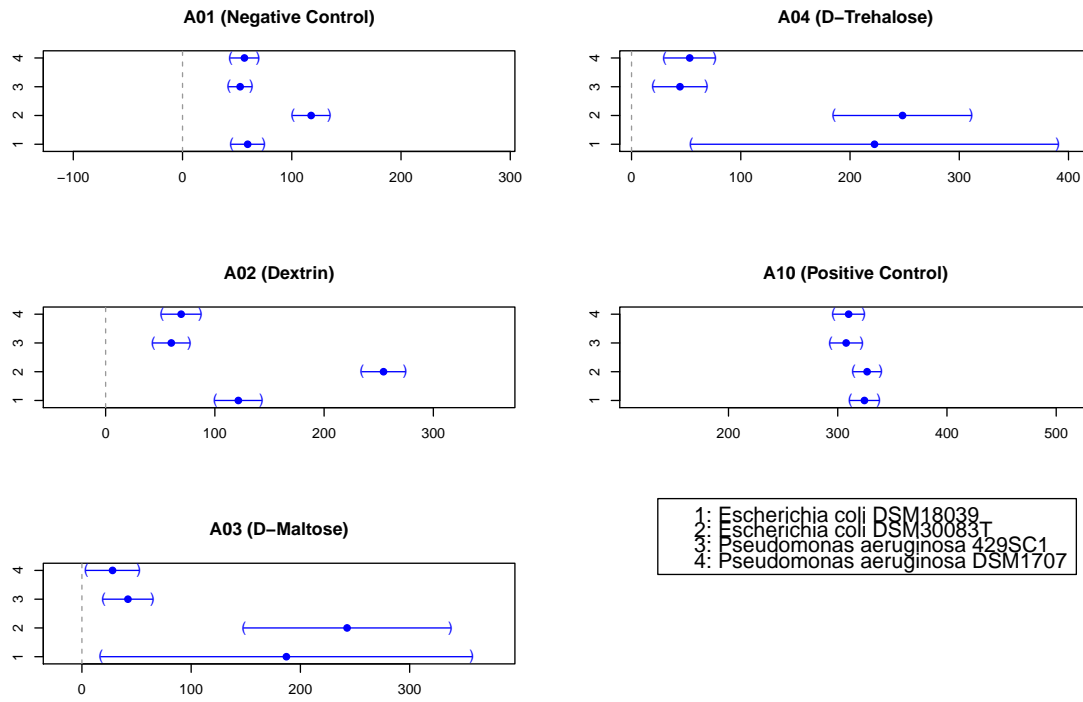 A01 (Negative Control)
4
3
2
1
−100 0 100 200 300
A04 (D−Trehalose)
4
3
2
1
0 100 200 300 400
A02 (Dextrin)
4
3
2
1
0 100 200 300
A10 (Positive Control)
4
3
2
1
200 300 400 500
A03 (D−Maltose)
4
3
2
1
0 100 200 300
1: Escherichia coli DSM18039
2: Escherichia coli DSM30083T
3: Pseudomonas aeruginosa 429SC1
4: Pseudomonas aeruginosa DSM1707